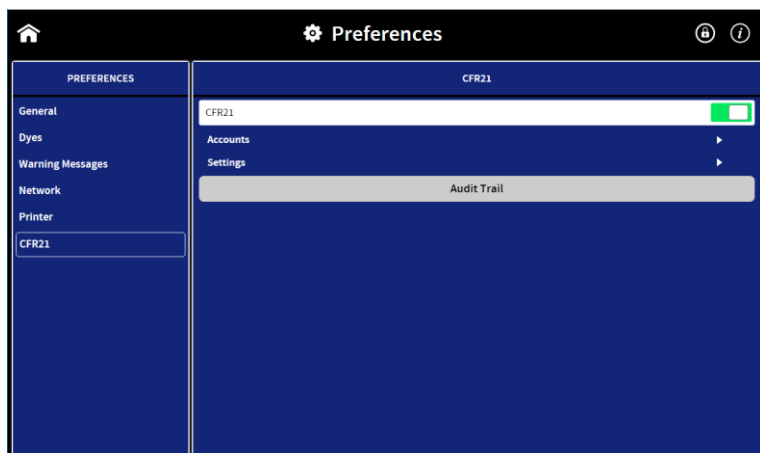 Preferences
PREFERENCES
General
Dyes
Warning Messages
Network
Printer
CFR21
CFR21
CFR21
Accounts
Settings
Audit Trail